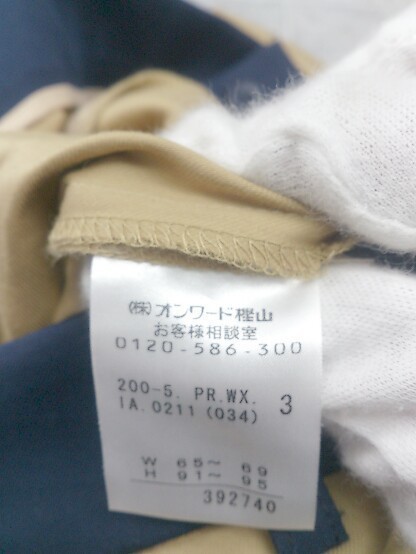 (株)オンワード樫山
お客様相談室
0120-586-300
200-5. PR.WX. 3
IA.0211(034)
W 65~69
H 91~95
392740